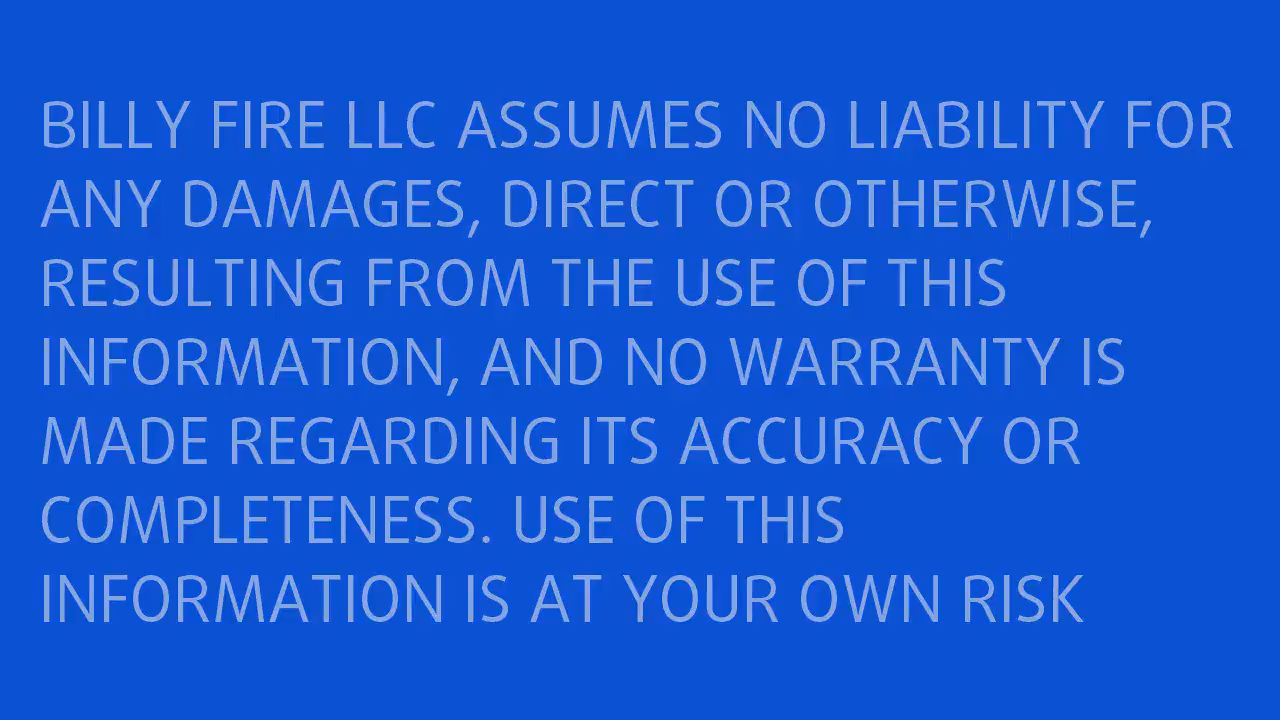 BILLY FIRE LLC ASSUMES NO LIABILITY FOR
ANY DAMAGES, DIRECT OR OTHERWISE,
RESULTING FROM THE USE OF THIS
INFORMATION, AND NO WARRANTY IS
MADE REGARDING ITS ACCURACY OR
COMPLETENESS. USE OF THIS
INFORMATION IS AT YOUR OWN RISK